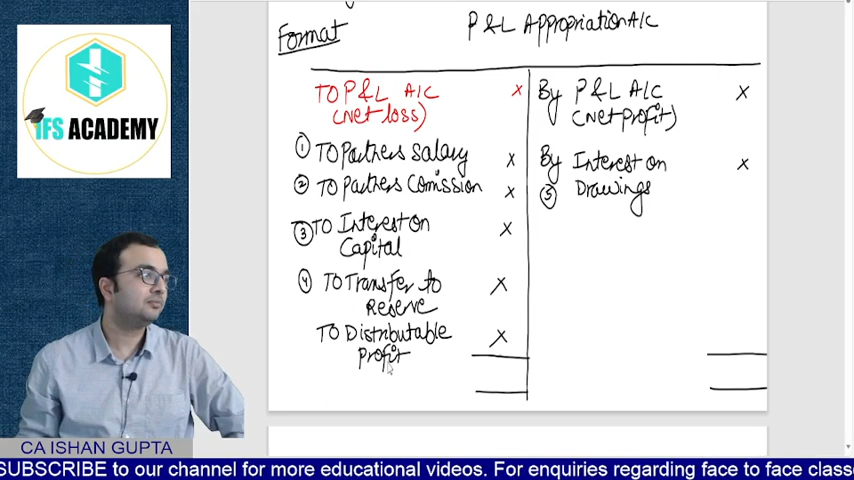 Format
P & L Appropriation A/C
To P & L A/C
(Net loss)
x
By P & L A/C
(Net Profit)
x
① To Partners Salary x
② To Partners Comission x
③ To Interest on
Capital
x
④ To Transfer to
Reserve
x
To Distributable
Profit
x
By Interest on
⑤ Drawings
x
IFS ACADEMY
CA ISHAN GUPTA
SUBSCRIBE to our channel for more educational videos. For enquiries regarding face to face classe